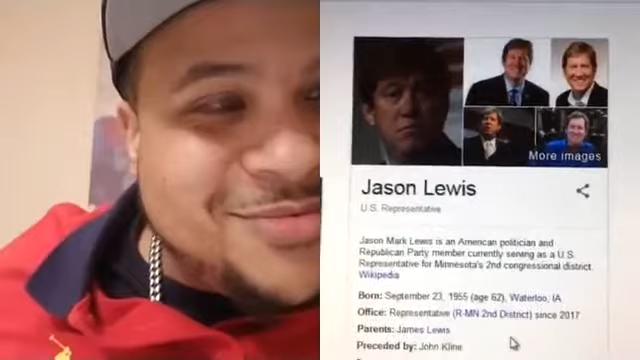 More images
Jason Lewis
U.S. Representative
Jason Mark Lewis is an American politician and
Republican Party member currently serving as a U.S.
Representative for Minnesota's 2nd congressional district.
Wikipedia
Born: September 23, 1955 (age 62), Waterloo, IA
Office: Representative (R-MN 2nd District) since 2017
Parents: James Lewis
Preceded by: John Kline